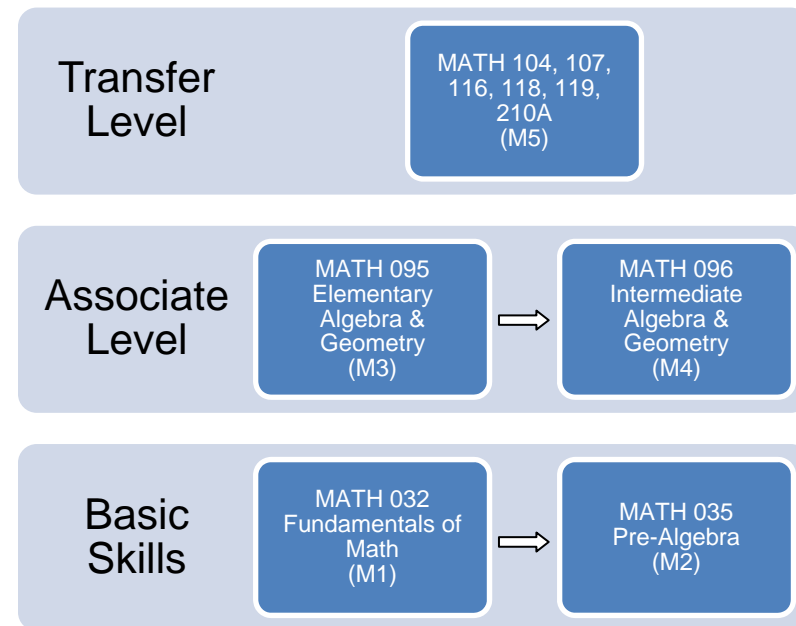 Transfer
Level
MATH 104, 107,
116, 118, 119,
210A
(M5)
Associate
Level
MATH 095
Elementary
Algebra &
Geometry
(M3)
MATH 096
Intermediate
Algebra &
Geometry
(M4)
Basic
Skills
MATH 032
Fundamentals of
Math
(M1)
MATH 035
Pre-Algebra
(M2)